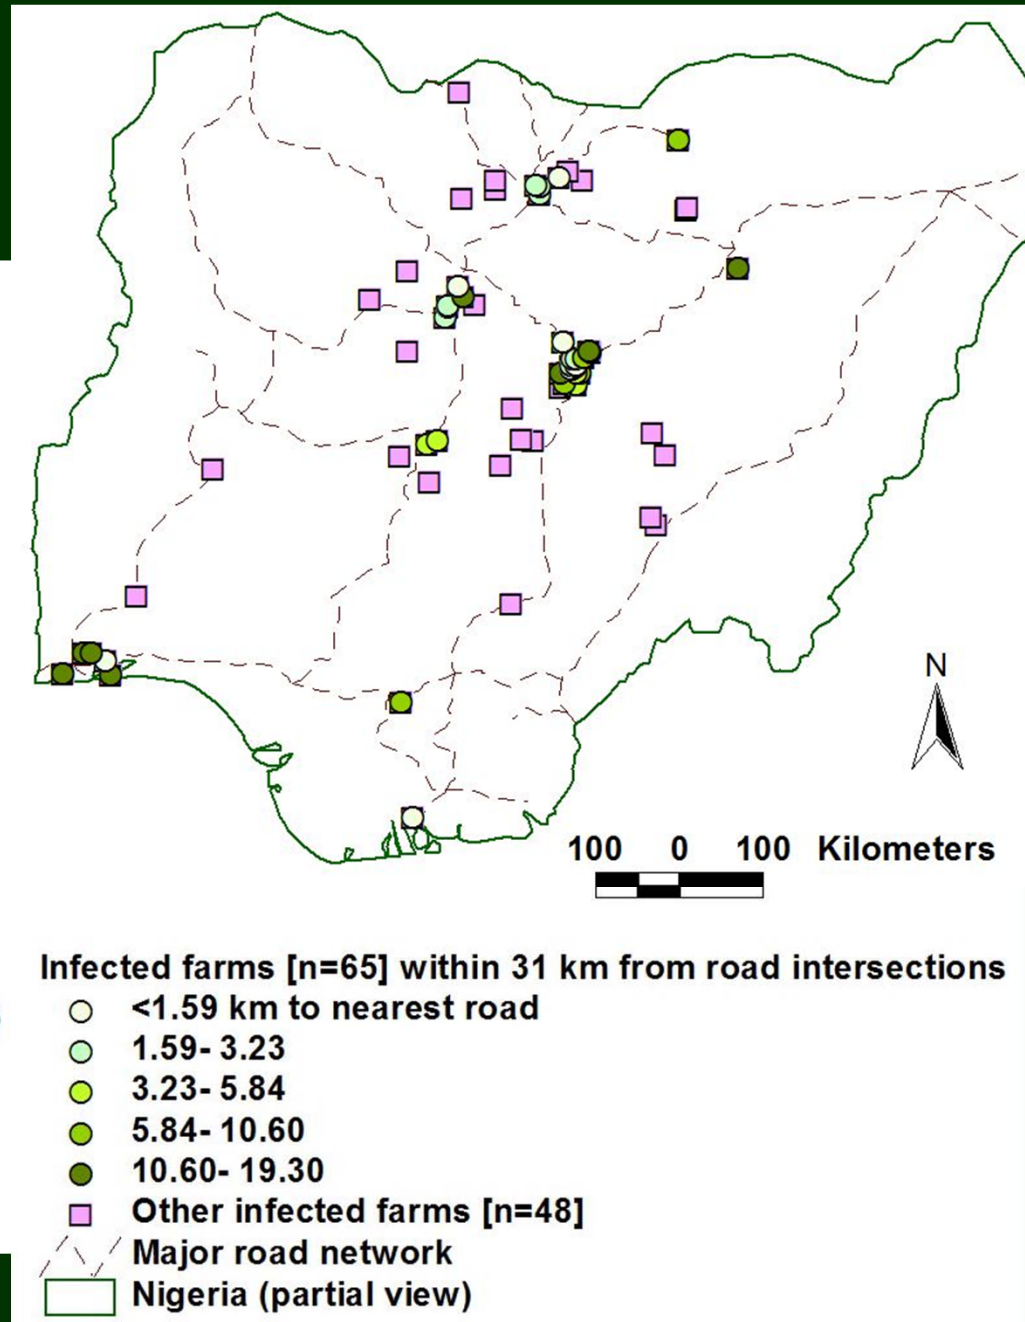 N
100 0 100 Kilometers
Infected farms [n=65] within 31 km from road intersections
<1.59 km to nearest road
1.59- 3.23
3.23- 5.84
5.84- 10.60
10.60- 19.30
Other infected farms [n=48]
Major road network
Nigeria (partial view)